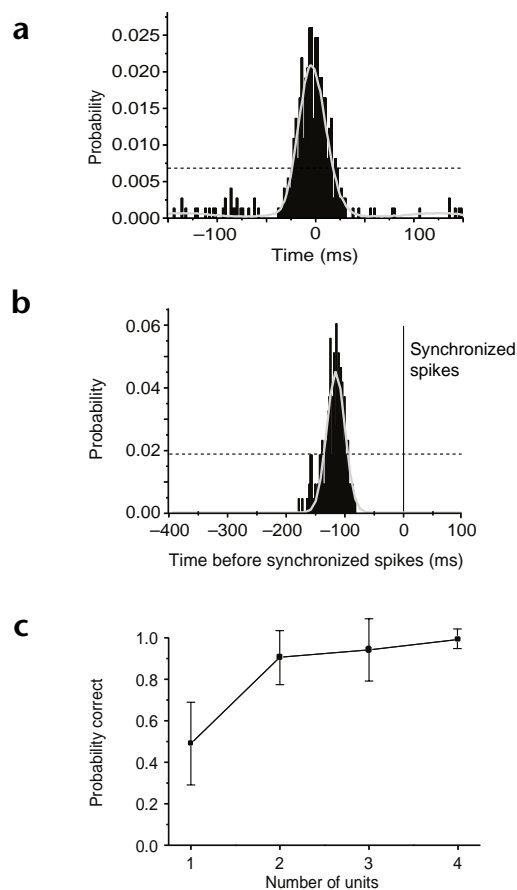 a
0.025
0.020
0.015
0.010
0.005
0.000
Probability
–100
0
100
Time (ms)
b
0.06
0.04
0.02
0.00
Probability
Synchronized
spikes
–400
–300
–200
–100
0
100
Time before synchronized spikes (ms)
c
1.0
0.8
0.6
0.4
0.2
0.0
Probability correct
1
2
3
4
Number of units